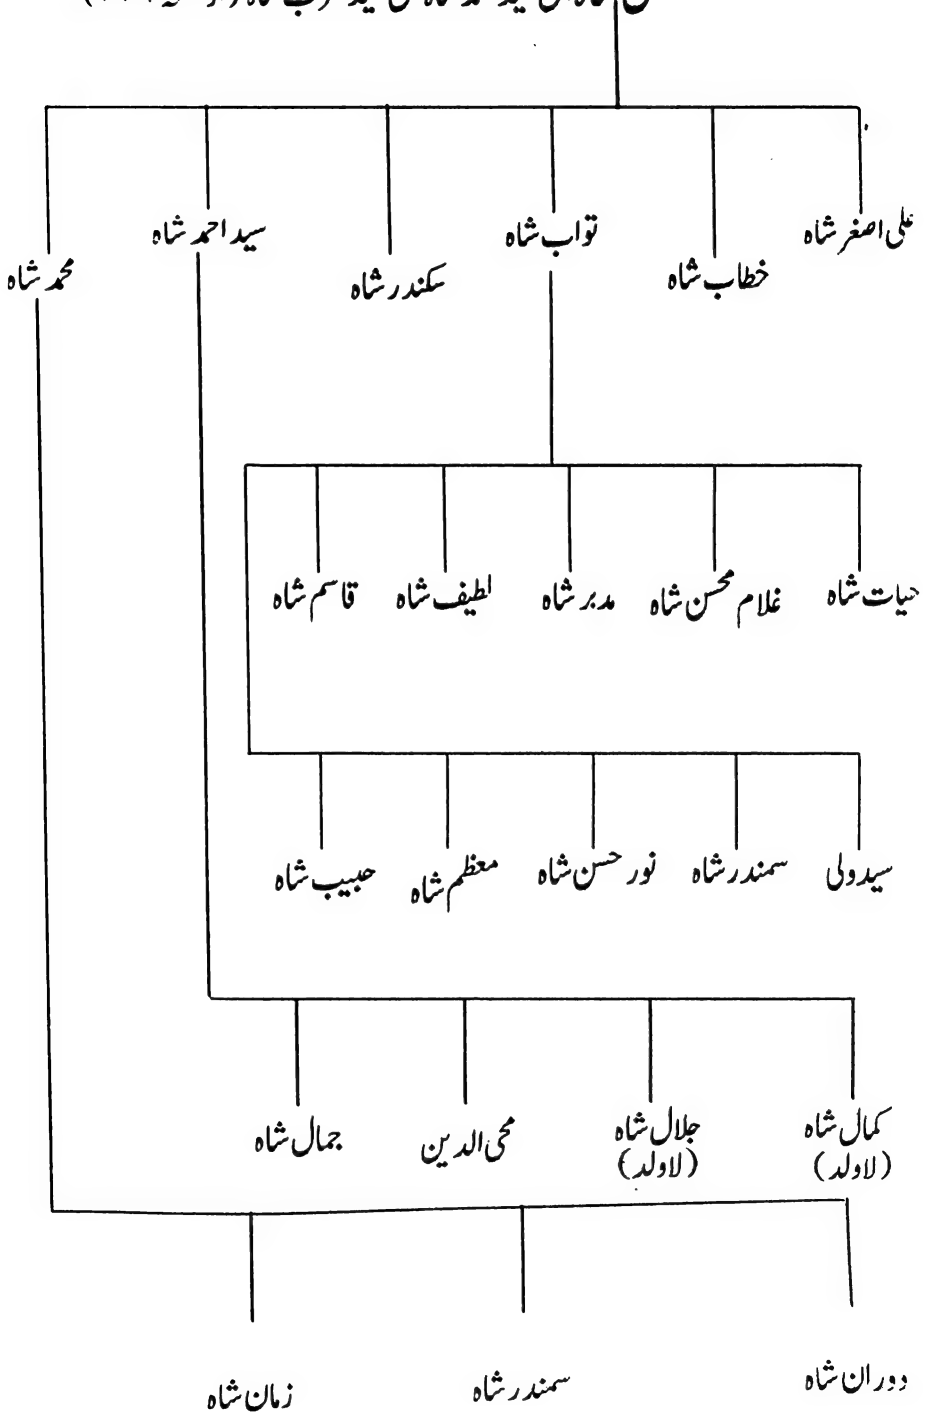 علی اصغر شاہ
خطاب شاہ
تواب شاہ
سکندر شاہ
سید احمد شاہ
محمد شاہ
حیات شاہ
غلام محسن شاہ
مدبر شاہ
لطیف شاہ
قاسم شاہ
سید ولی
سمندر شاہ
نور حسن شاہ
معظم شاہ
حبیب شاہ
کمال شاہ
(لاولد)
جلال شاہ
(لاولد)
محی الدین
جمال شاہ
دوران شاہ
سمندر شاہ
زمان شاہ